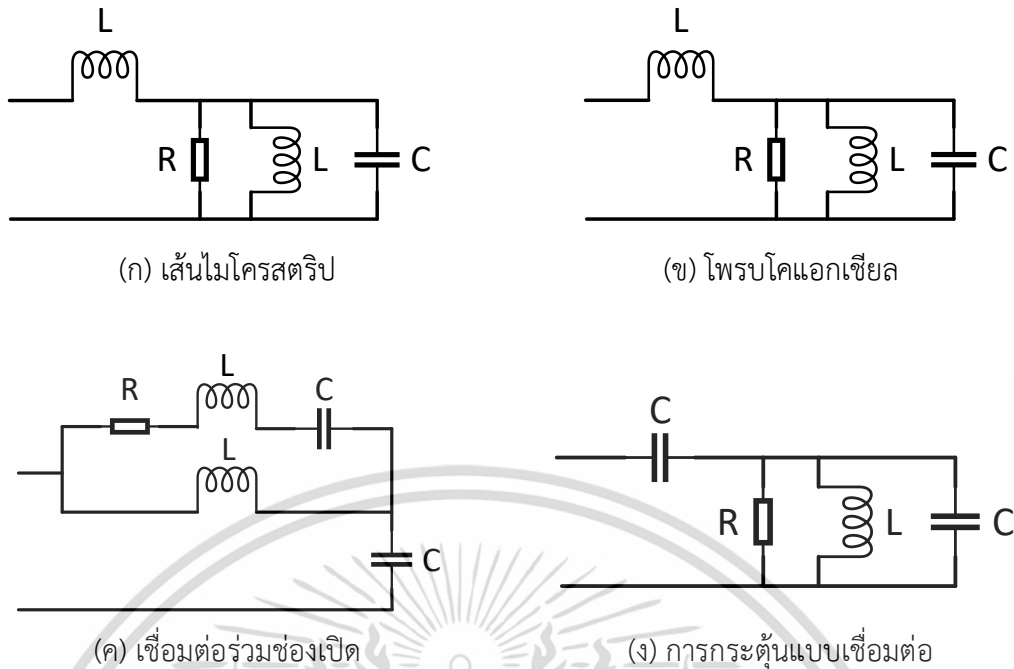 L
R L C
(ก) เส้นไมโครสตริป
L
R L C
(ข) โพรบโคแอกเชียล
R L C
L
C
(ค) เชื่อมต่อร่วมช่องเปิด
C
R L C
(ง) การกระตุ้นแบบเชื่อมต่อ